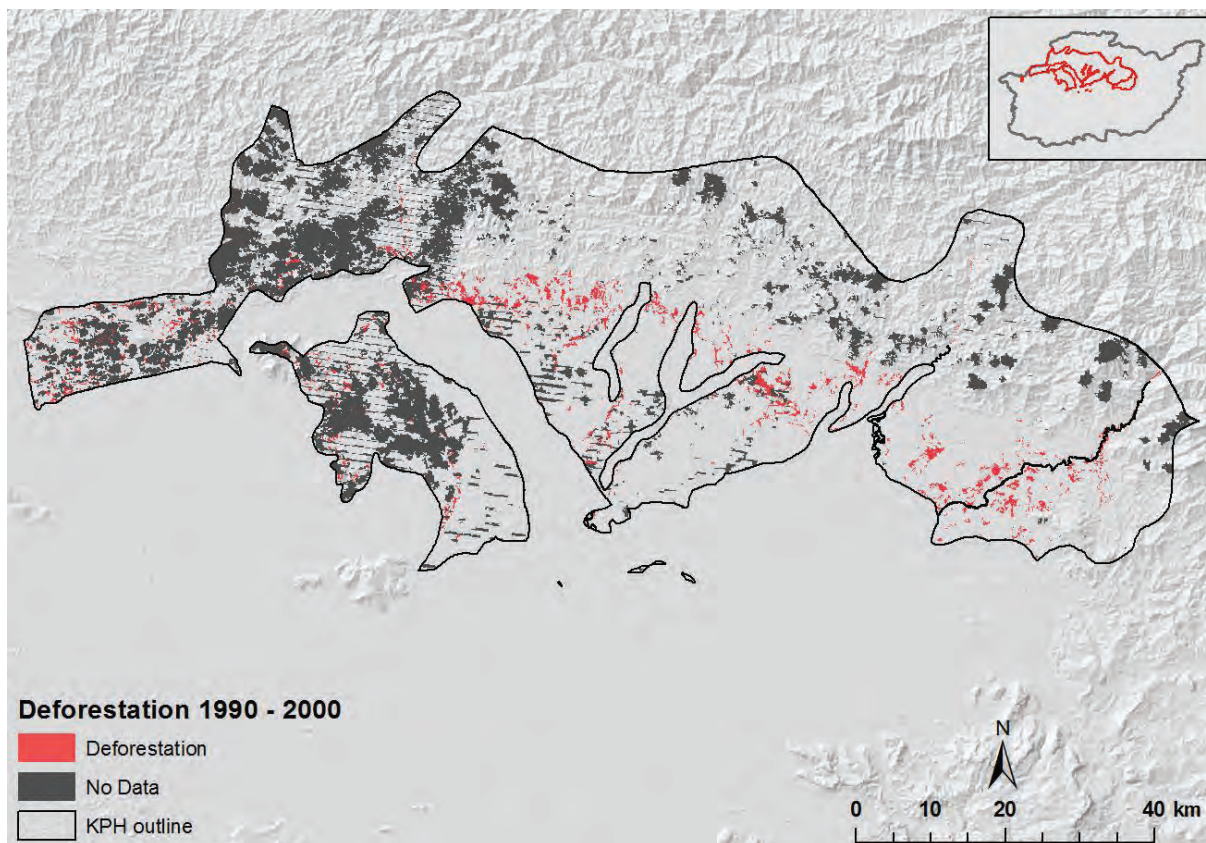 Deforestation 1990 - 2000
Deforestation
No Data
KPH outline
N
0 10 20 40 km